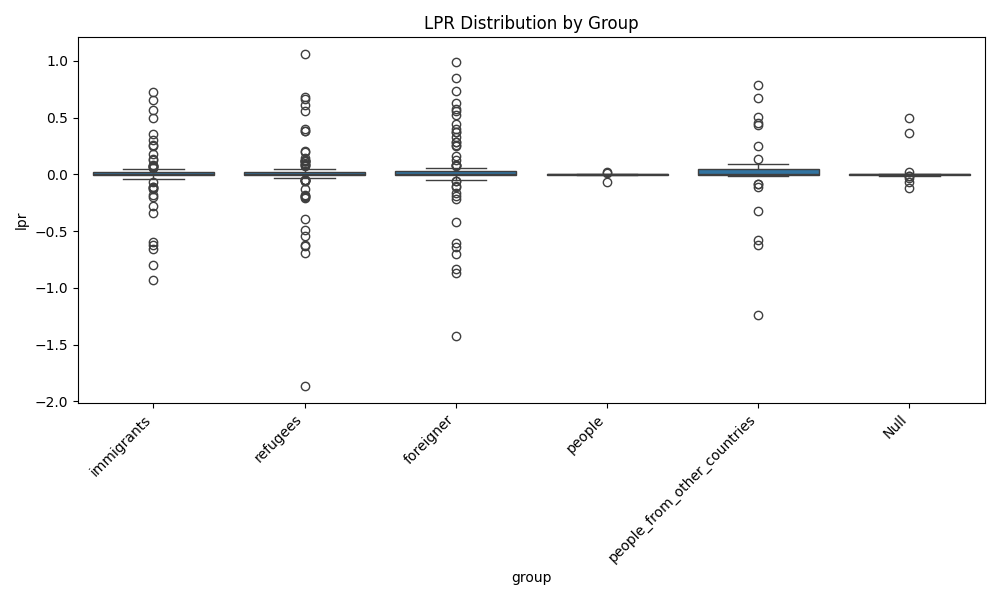 LPR Distribution by Group
1.0
0.5
0.0
−0.5
−1.0
−1.5
−2.0
lpr
immigrants
refugees
foreigner
people
people_from_other_countries
Null
group